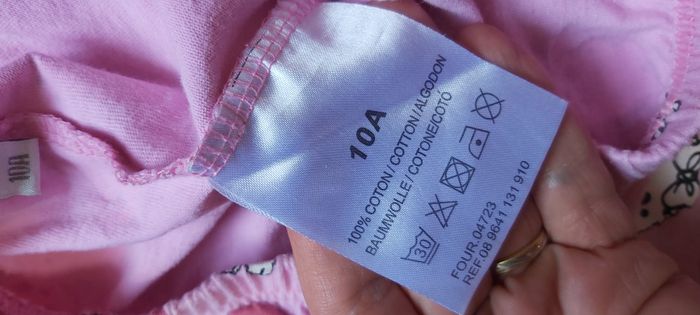 10A
100% COTON/COTTON/ALGODON
BAUMWOLLE/COTONE/COTÓ
30
FOUR 04723
REF.08 9641 131 910
10A